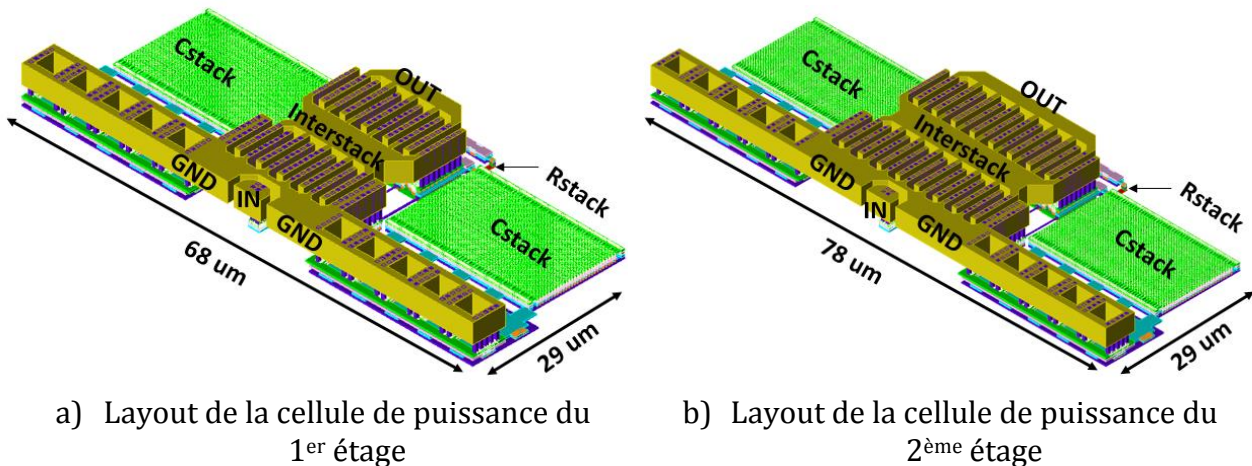 Cstack
OUT
Interstack
GND
IN
GND
Cstack
Rstack
68 um
29 um
Cstack
OUT
Interstack
GND
IN
GND
Cstack
Rstack
78 um
29 um
a) Layout de la cellule de puissance du
1er étage
b) Layout de la cellule de puissance du
2ème étage